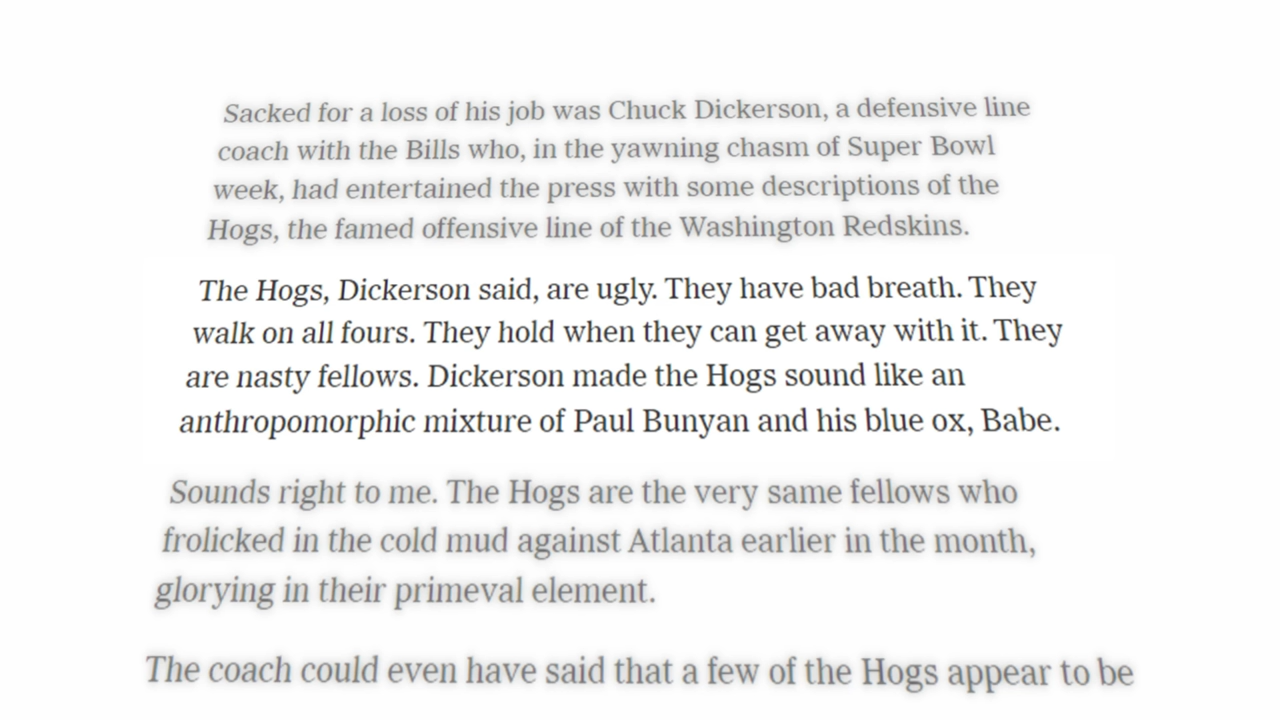 Sacked for a loss of his job was Chuck Dickerson, a defensive line
coach with the Bills who, in the yawning chasm of Super Bowl
week, had entertained the press with some descriptions of the
Hogs, the famed offensive line of the Washington Redskins.
The Hogs, Dickerson said, are ugly. They have bad breath. They
walk on all fours. They hold when they can get away with it. They
are nasty fellows. Dickerson made the Hogs sound like an
anthropomorphic mixture of Paul Bunyan and his blue ox, Babe.
Sounds right to me. The Hogs are the very same fellows who
frolicked in the cold mud against Atlanta earlier in the month,
glorying in their primeval element.
The coach could even have said that a few of the Hogs appear to be